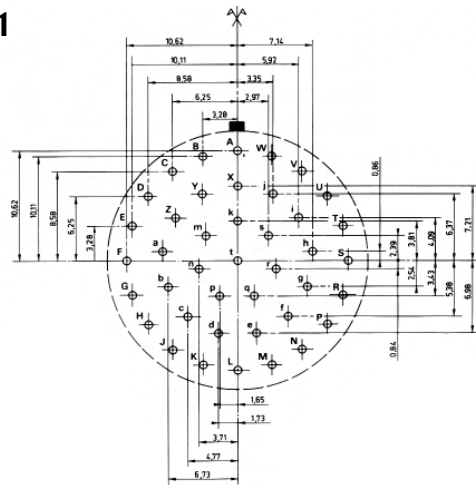 1
10,62 7,14
10,11 5,92
8,58 3,35
6,25 2,97
3,28
A
B W
C V
X
D Y j U
Z i
E k T
m s
a h
F t S
n r
b g
G p q R
c f
H P
d e
J N
K M
L
10,62
10,11
8,58
6,25
3,28
0,86
2,39
3,81
4,09
6,37
7,21
2,54
3,43
5,38
6,98
0,84
1,65
1,73
3,71
4,77
6,73